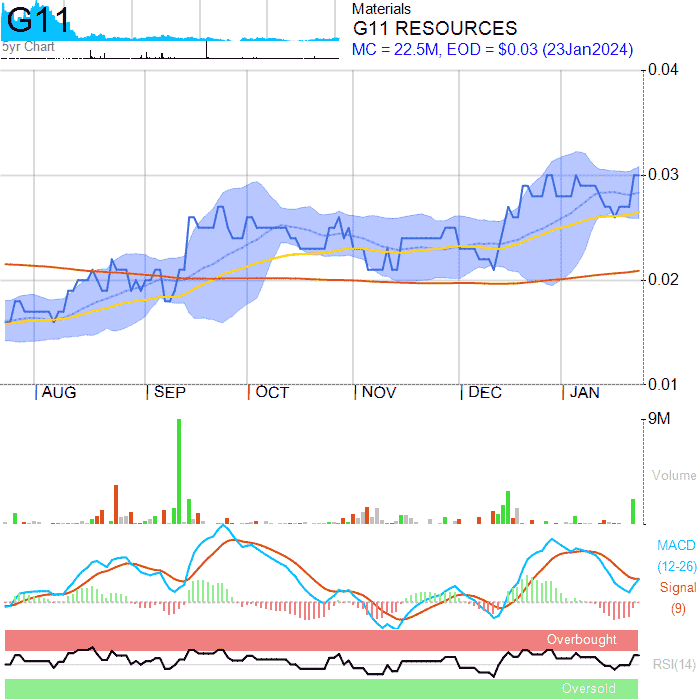 G11
5yr Chart
Materials
G11 RESOURCES
MC = 22.5M, EOD = $0.03 (23Jan2024)
0.04
0.03
0.02
0.01
AUG SEP OCT NOV DEC JAN
9M
Volume
MACD
(12-26)
Signal
(9)
Overbought
RSI(14)
Oversold